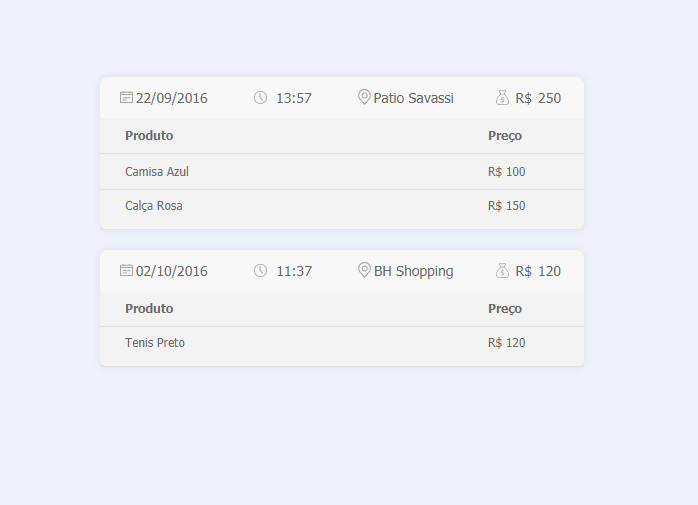 22/09/2016 13:57 Patio Savassi R$ 250
Produto Preço
Camisa Azul R$ 100
Calça Rosa R$ 150
02/10/2016 11:37 BH Shopping R$ 120
Produto Preço
Tenis Preto R$ 120